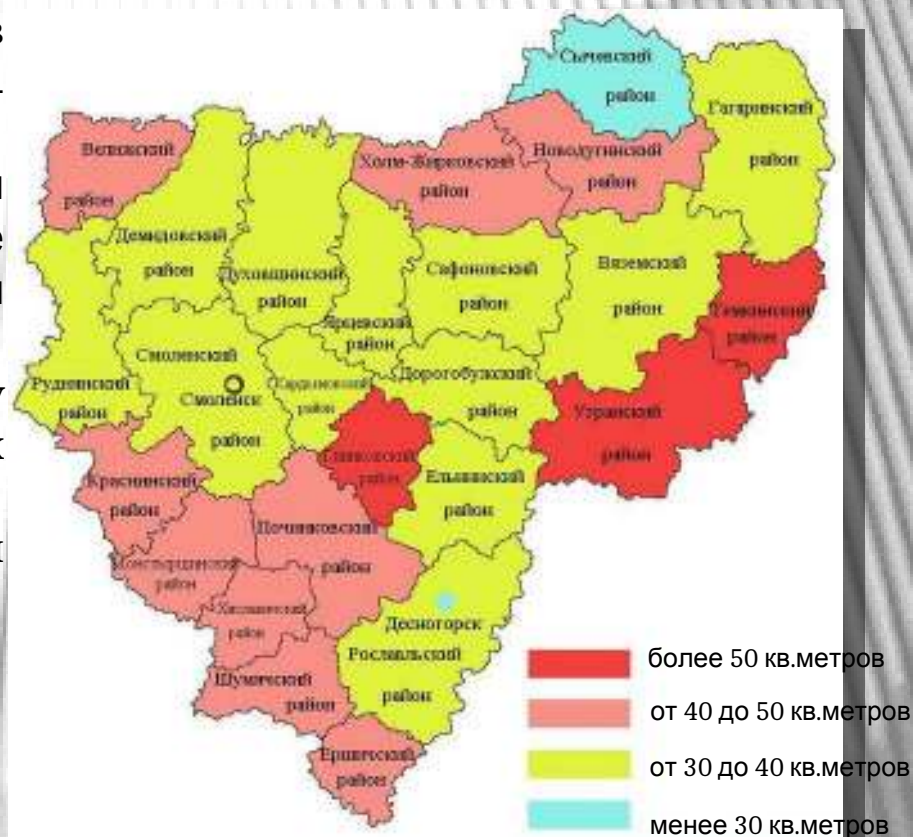 Сычевский
район
Гагаринский
район
Велижский
район
Холм-Жирковский
район
Новодугинский
район
Демидовский
район
Духовщинский
район
Сафоновский
район
Вяземский
район
Ярцевский
район
Темкинский
район
Смоленский
Смоленск
район
Руднянский
район
Кардымовский
район
Дорогобужский
район
Угранский
район
Глинковский
район
Ельнинский
район
Краснинский
район
Починковский
район
Монстырщинский
район
Хиславичский
район
Десногорск
Рославльский
район
Шумячский
район
Ершичский
район
более 50 кв.метров
от 40 до 50 кв.метров
от 30 до 40 кв.метров
менее 30 кв.метров